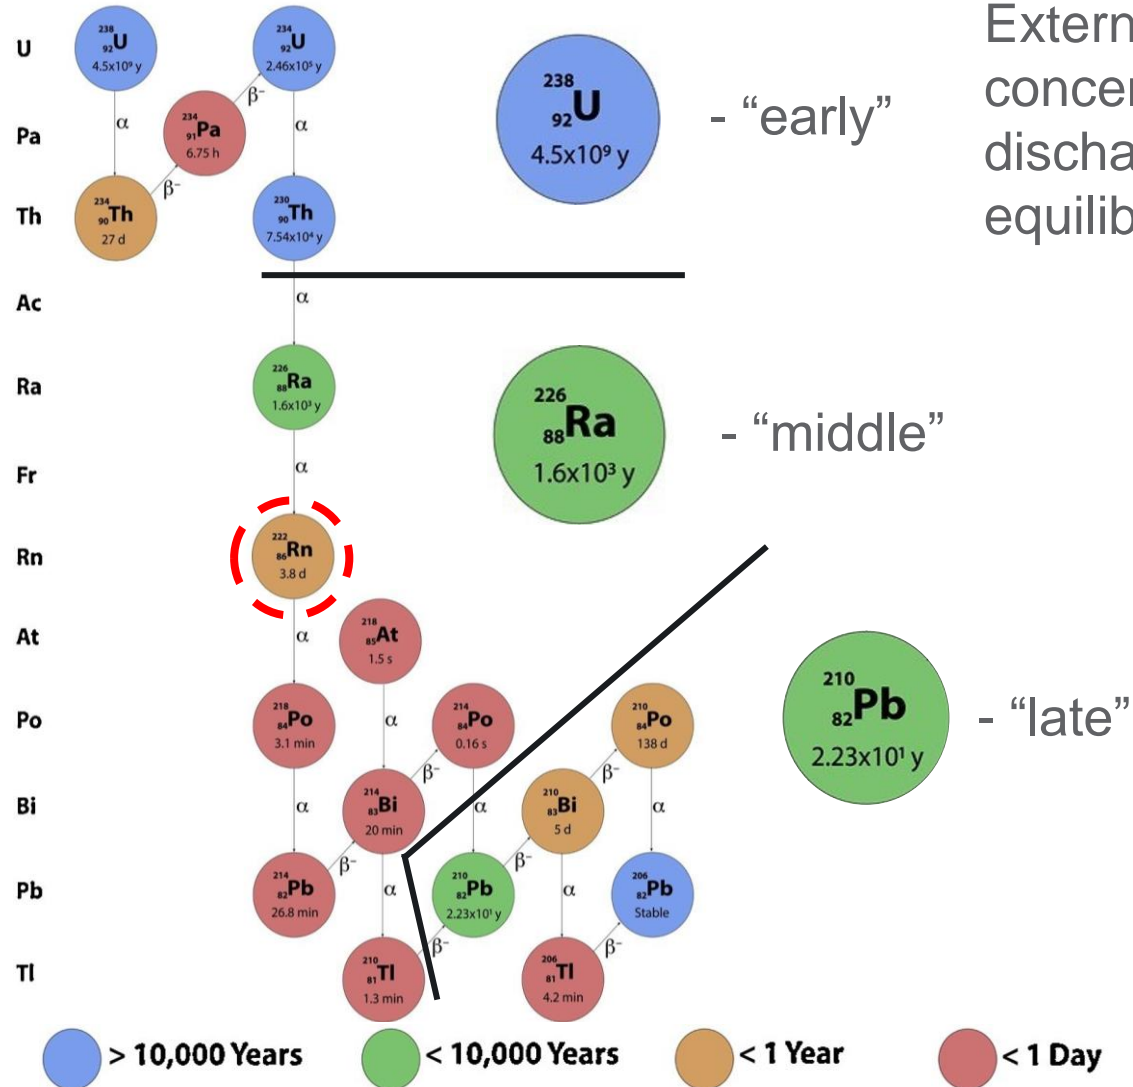 U
238
92U
4.5x10⁹ y
234
92U
2.46x10⁵ y
β⁻
α
α
Pa
234
91Pa
6.75 h
β⁻
Th
234
90Th
27 d
230
90Th
7.54x10⁴ y
238
92U
4.5x10⁹ y
- “early”
Extern
concer
discha
equilib
Ac
α
Ra
226
88Ra
1.6x10³ y
226
88Ra
1.6x10³ y
- “middle”
Fr
α
Rn
222
86Rn
3.8 d
At
α
218
85At
1.5 s
Po
218
84Po
3.1 min
α
214
84Po
0.16 s
210
84Po
138 d
210
82Pb
2.23x10¹ y
- “late”
β⁻
β⁻
Bi
α
214
83Bi
20 min
α
210
83Bi
5 d
α
β⁻
β⁻
Pb
214
82Pb
26.8 min
α
210
82Pb
2.23x10¹ y
α
206
82Pb
Stable
β⁻
β⁻
Tl
210
81Tl
1.3 min
206
81Tl
4.2 min
> 10,000 Years
< 10,000 Years
< 1 Year
< 1 Day